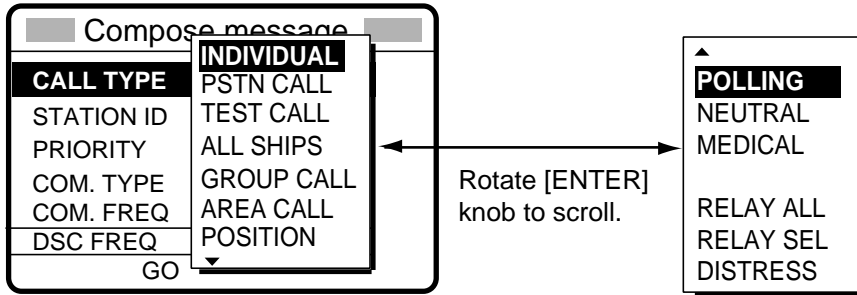 Compose message
CALL TYPE
STATION ID
PRIORITY
COM. TYPE
COM. FREQ
DSC FREQ
GO
INDIVIDUAL
PSTN CALL
TEST CALL
ALL SHIPS
GROUP CALL
AREA CALL
POSITION
Rotate [ENTER]
knob to scroll.
POLLING
NEUTRAL
MEDICAL
RELAY ALL
RELAY SEL
DISTRESS